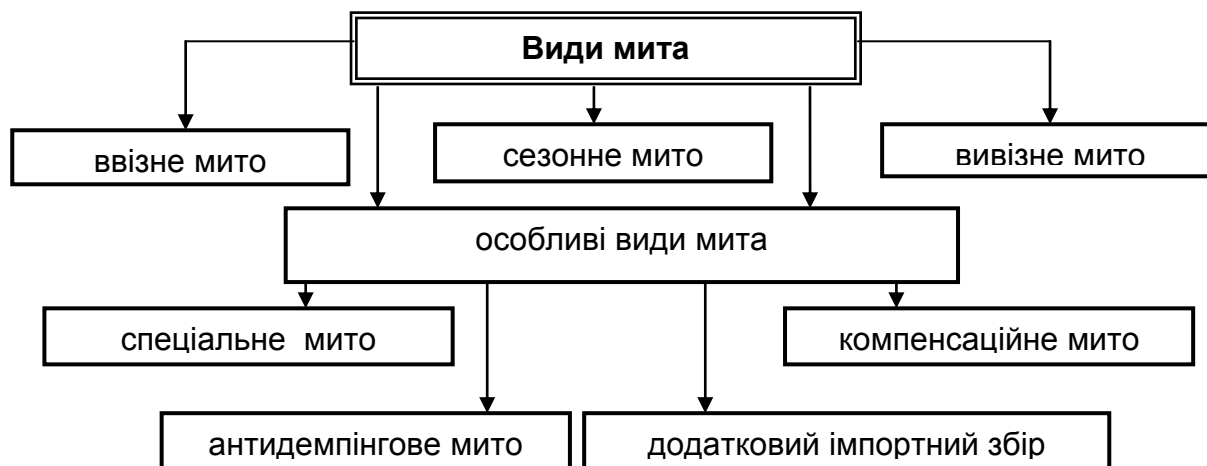 Види мита
ввізне мито
сезонне мито
вивізне мито
особливі види мита
спеціальне мито
компенсаційне мито
антидемпінгове мито
додатковий імпортний збір